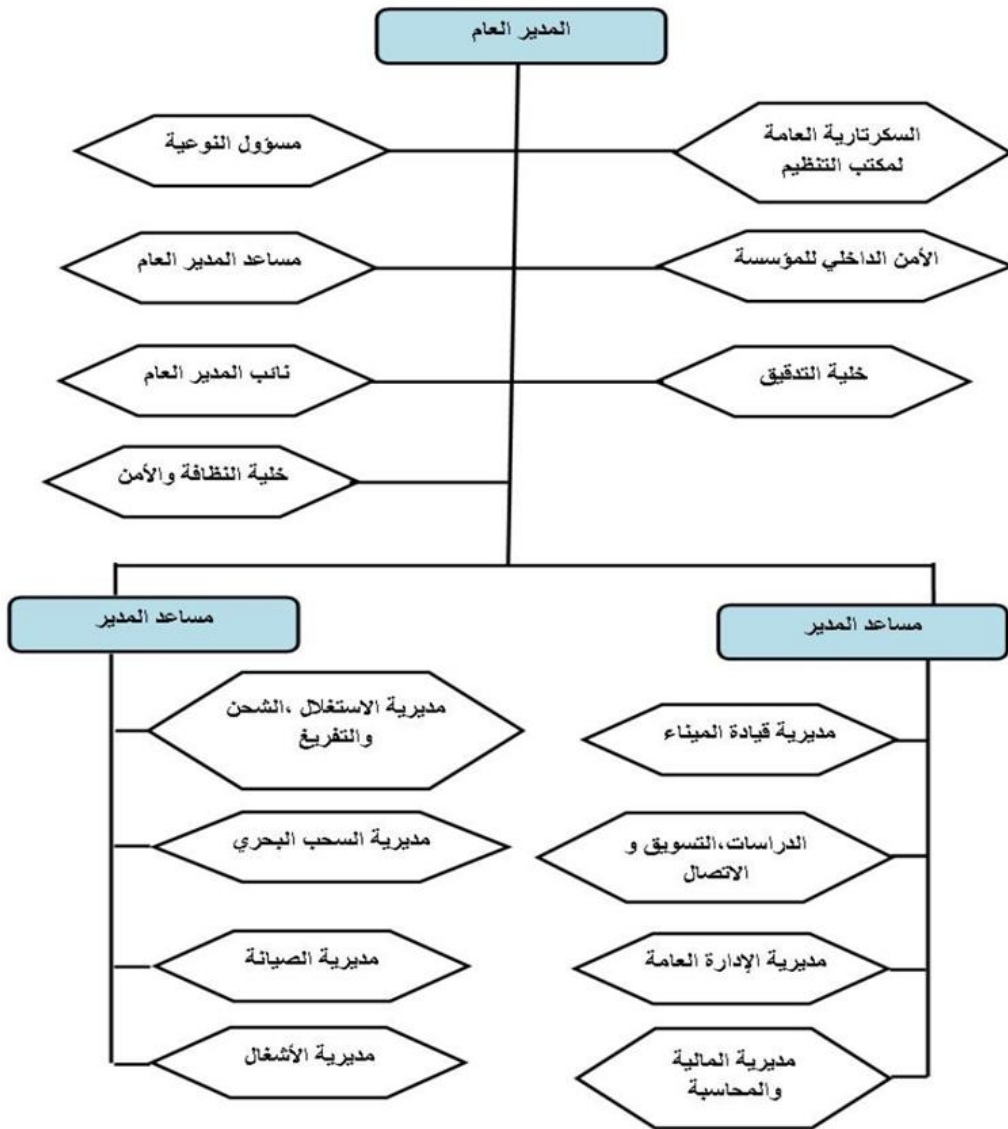 المدير العام
السكرتارية العامة
لمكتب التنظيم
مسؤول النوعية
الأمن الداخلي للمؤسسة
مساعد المدير العام
خلية التدقيق
نائب المدير العام
خلية النظافة والأمن
مساعد المدير
مديرية قيادة الميناء
الدراسات،التسويق و
الاتصال
مديرية الإدارة العامة
مديرية المالية
والمحاسبة
مساعد المدير
مديرية الاستغلال ،الشحن
والتفريغ
مديرية السحب البحري
مديرية الصيانة
مديرية الأشغال